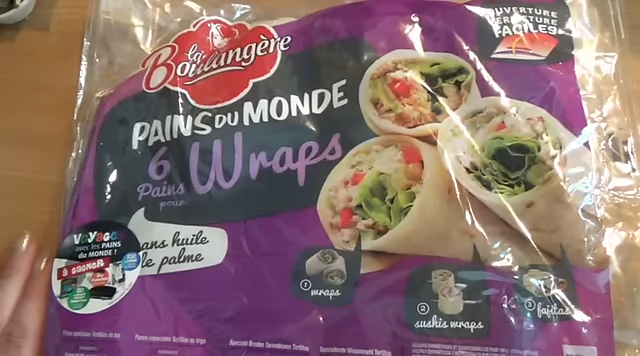 OUVERTURE
FERMETURE
FACILES
la
Boulangère
PAINS DU MONDE
6
Pains
pour
Wraps
VOYAGEZ
avec les PAINS
du MONDE !
À GAGNER
ans huile
de palme
1 wraps
2 sushis wraps
3 fajitas